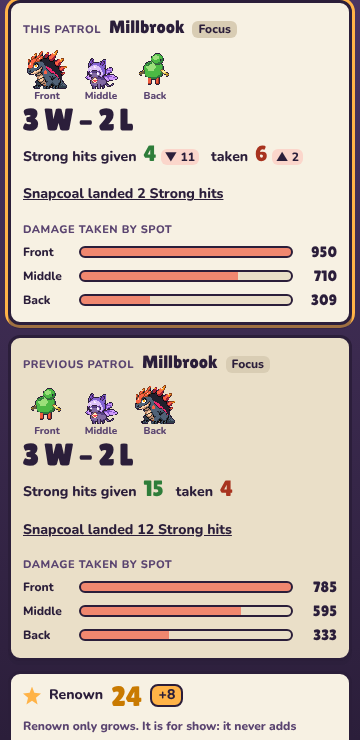 THIS PATROL Millbrook Focus
Front Middle Back
3 W – 2 L
Strong hits given 4 ▼ 11 taken 6 ▲ 2
Snapcoal landed 2 Strong hits
DAMAGE TAKEN BY SPOT
Front 950
Middle 710
Back 309
PREVIOUS PATROL Millbrook Focus
Front Middle Back
3 W – 2 L
Strong hits given 15 taken 4
Snapcoal landed 12 Strong hits
DAMAGE TAKEN BY SPOT
Front 785
Middle 595
Back 333
Renown 24 +8
Renown only grows. It is for show: it never adds